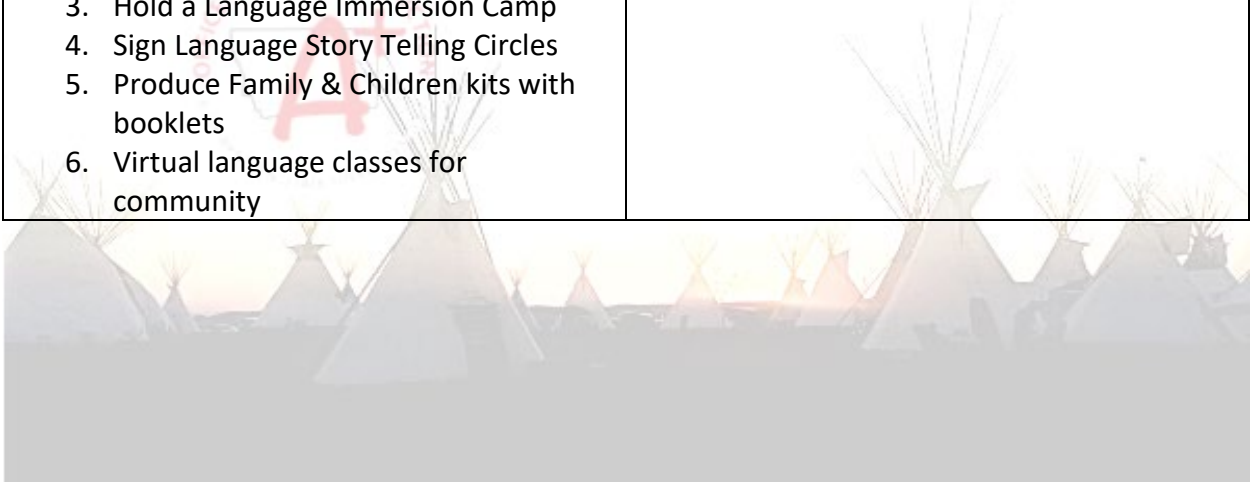 3. Hold a Language Immersion Camp
4. Sign Language Story Telling Circles
5. Produce Family & Children kits with
booklets
6. Virtual language classes for
community
A+